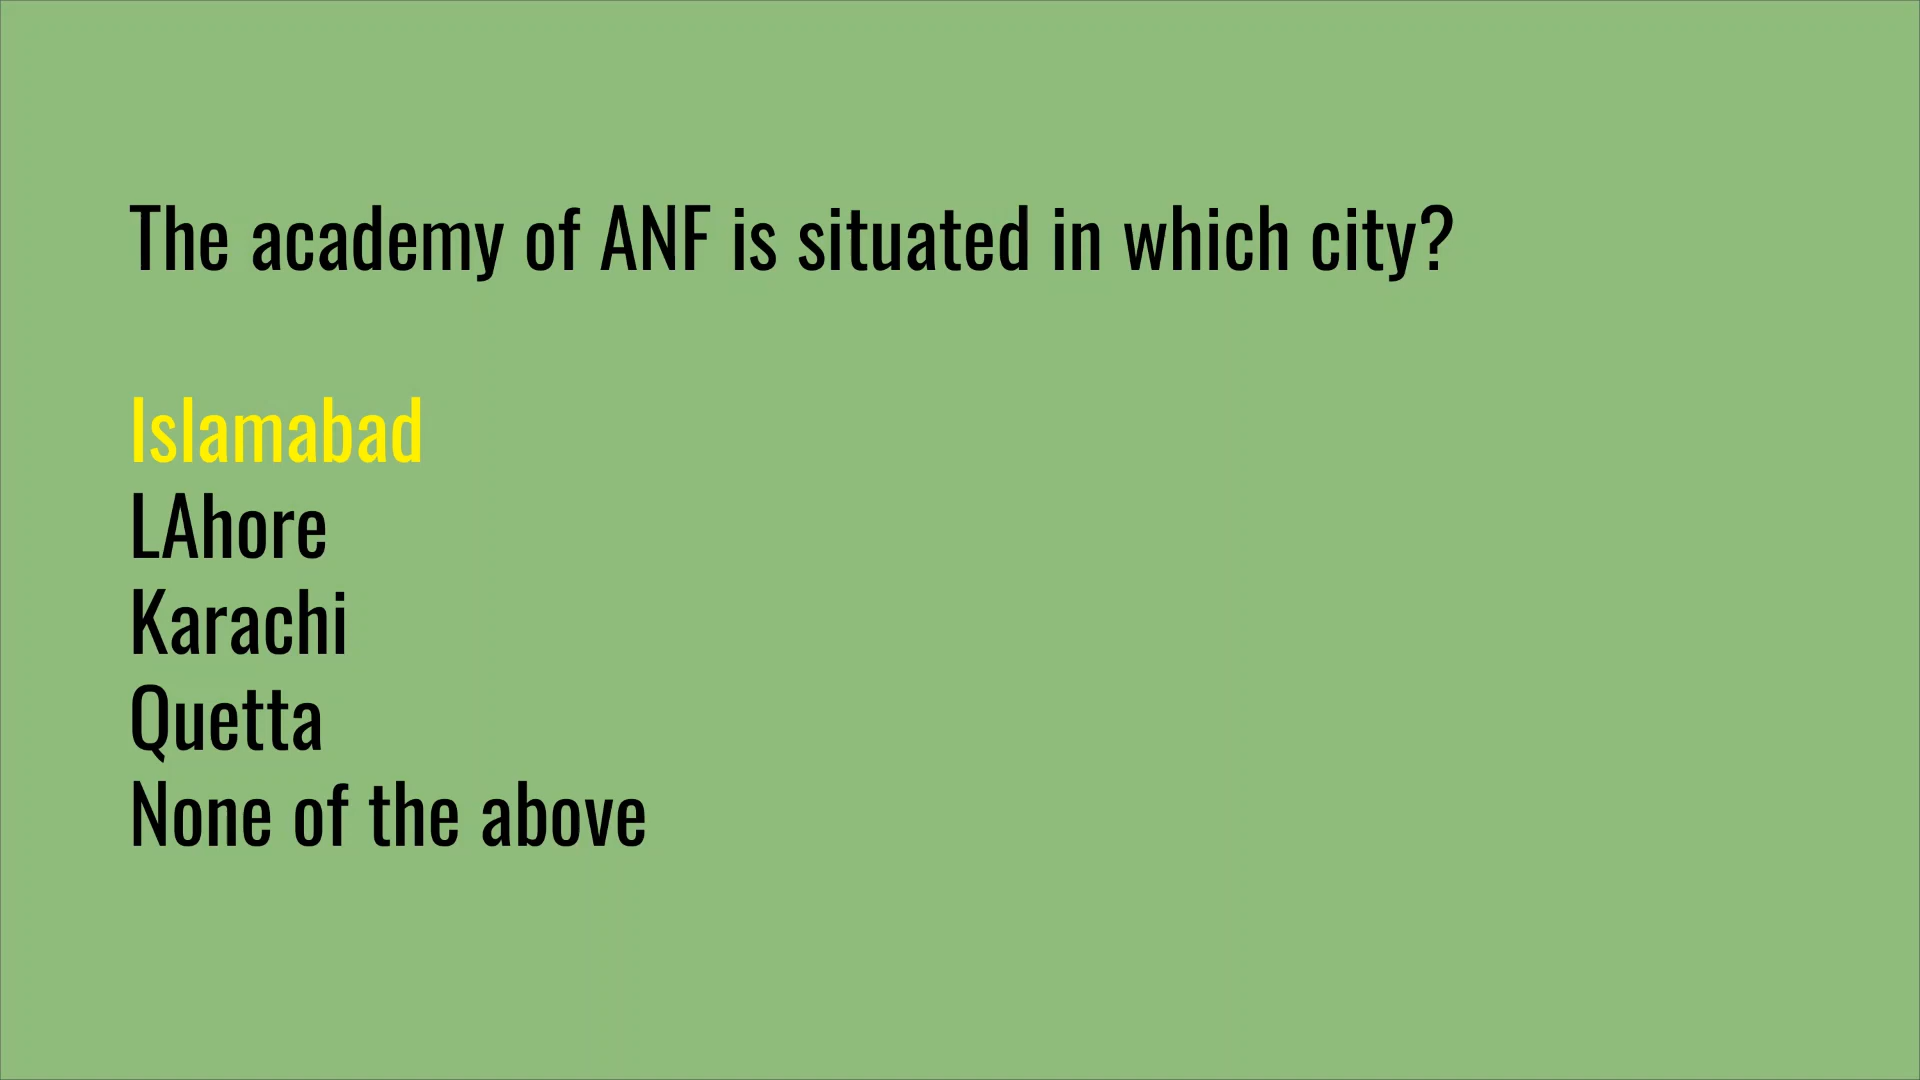 The academy of ANF is situated in which city?
Islamabad
LAhore
Karachi
Quetta
None of the above